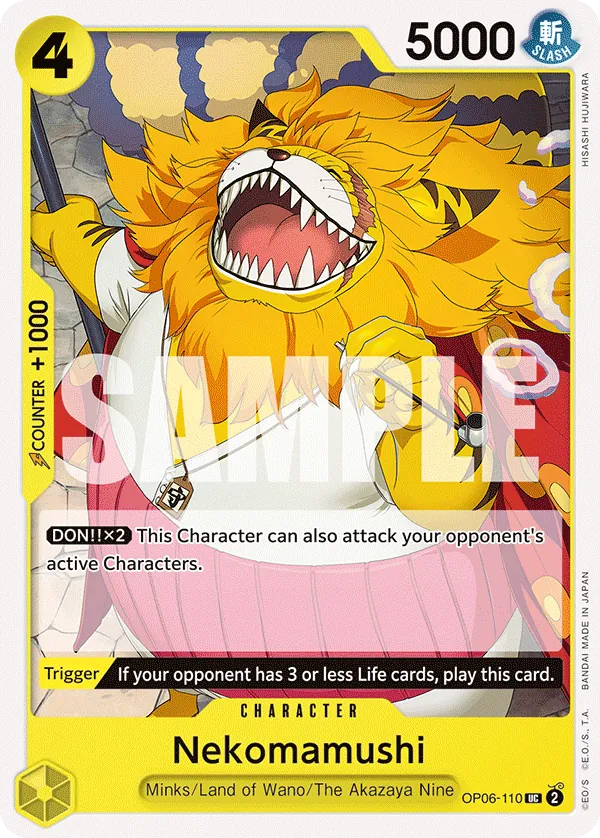 4
5000
斬
SLASH
HISASHI HUJIWARA
COUNTER +1000
SAMPLE
DON!!×2 This Character can also attack your opponent's
active Characters.
Trigger If your opponent has 3 or less Life cards, play this card.
CHARACTER
Nekomamushi
Minks/Land of Wano/The Akazaya Nine
OP06-110 UC 2
©E.O/S ©E.O./S., T.A. BANDAI MADE IN JAPAN